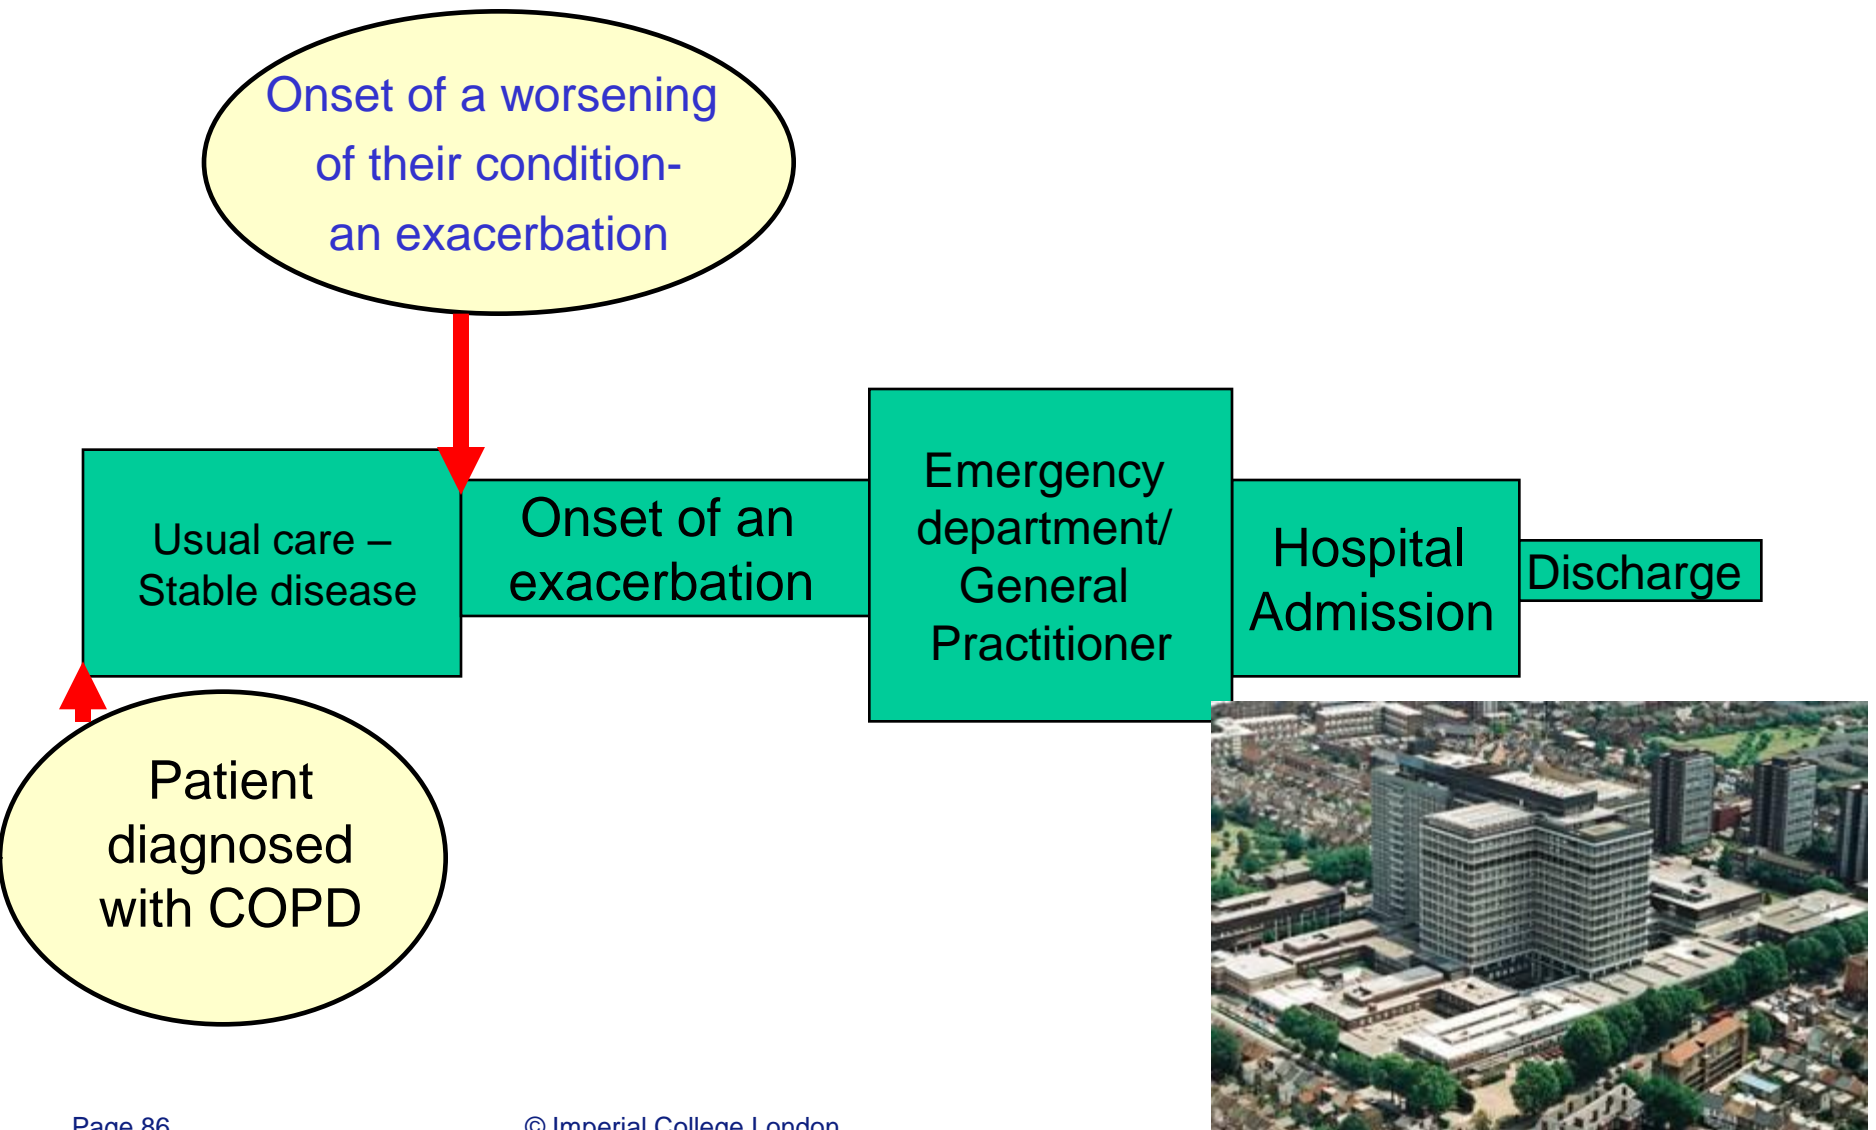 Onset of a worsening
of their condition-
an exacerbation
Usual care –
Stable disease
Onset of an
exacerbation
Emergency
department/
General
Practitioner
Hospital
Admission
Discharge
Patient
diagnosed
with COPD
Page 86
© Imperial College London